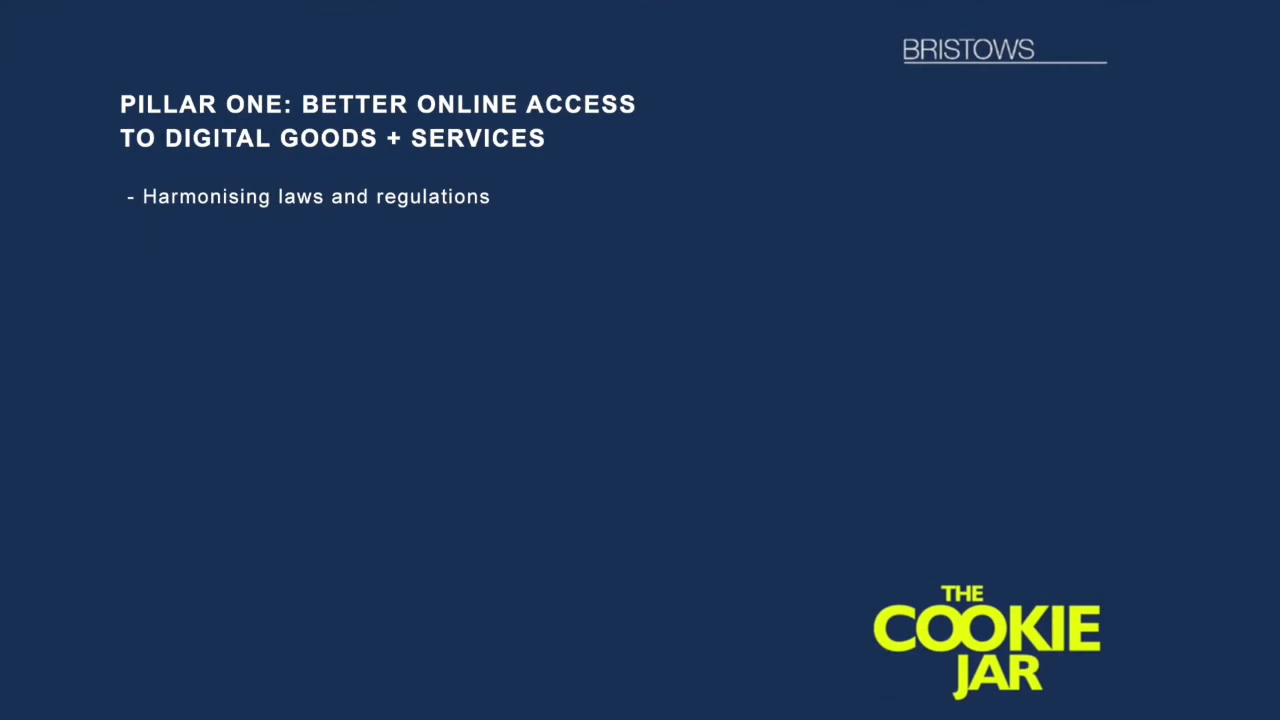 BRISTOWS
PILLAR ONE: BETTER ONLINE ACCESS
TO DIGITAL GOODS + SERVICES
- Harmonising laws and regulations
THE
COOKIE
JAR